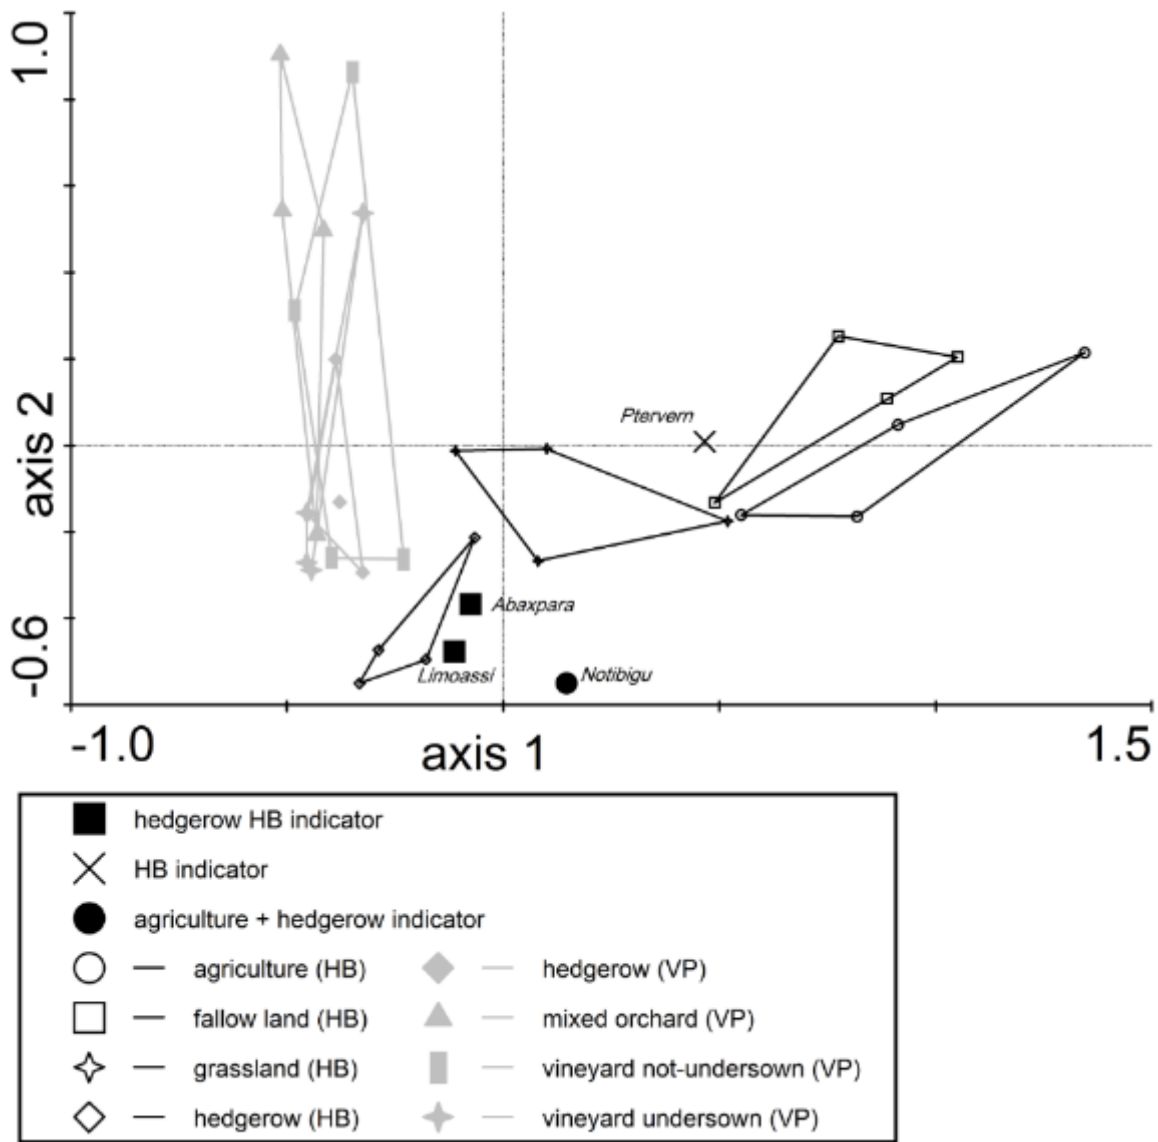 1.0
Ptervern
axis 2
Abaxpara
-0.6
Limoassi
Notibigu
-1.0
axis 1
1.5
hedgerow HB indicator
HB indicator
agriculture + hedgerow indicator
agriculture (HB)
hedgerow (VP)
fallow land (HB)
mixed orchard (VP)
grassland (HB)
vineyard not-undersown (VP)
hedgerow (HB)
vineyard undersown (VP)